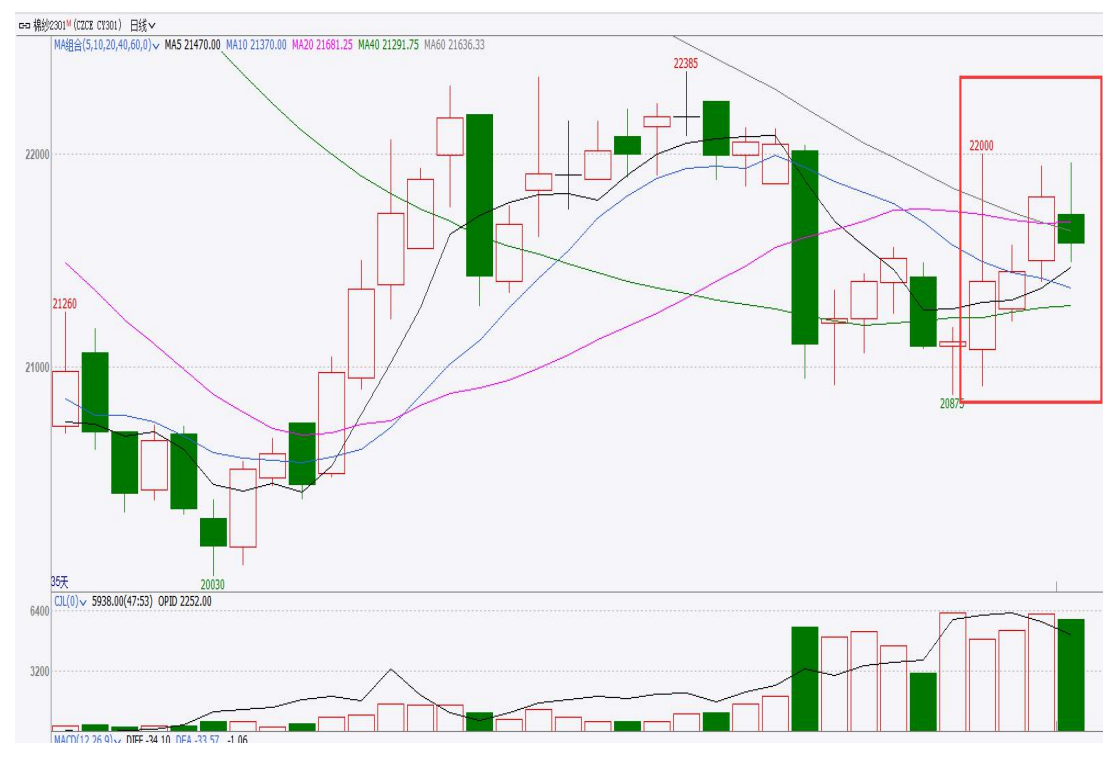 棉纱2301M (CZCE CY301) 日线
MA组合(5,10,20,40,60,0) MA5 21470.00 MA10 21370.00 MA20 21681.25 MA40 21291.75 MA60 21636.33
22385
22000
22000
21260
21000
20875
20030
35天
CJL(0) 5938.00(47:53) OPID 2252.00
6400
3200
MACD(12,26,9) DIFF -34.10 DEA -33.57 -1.06